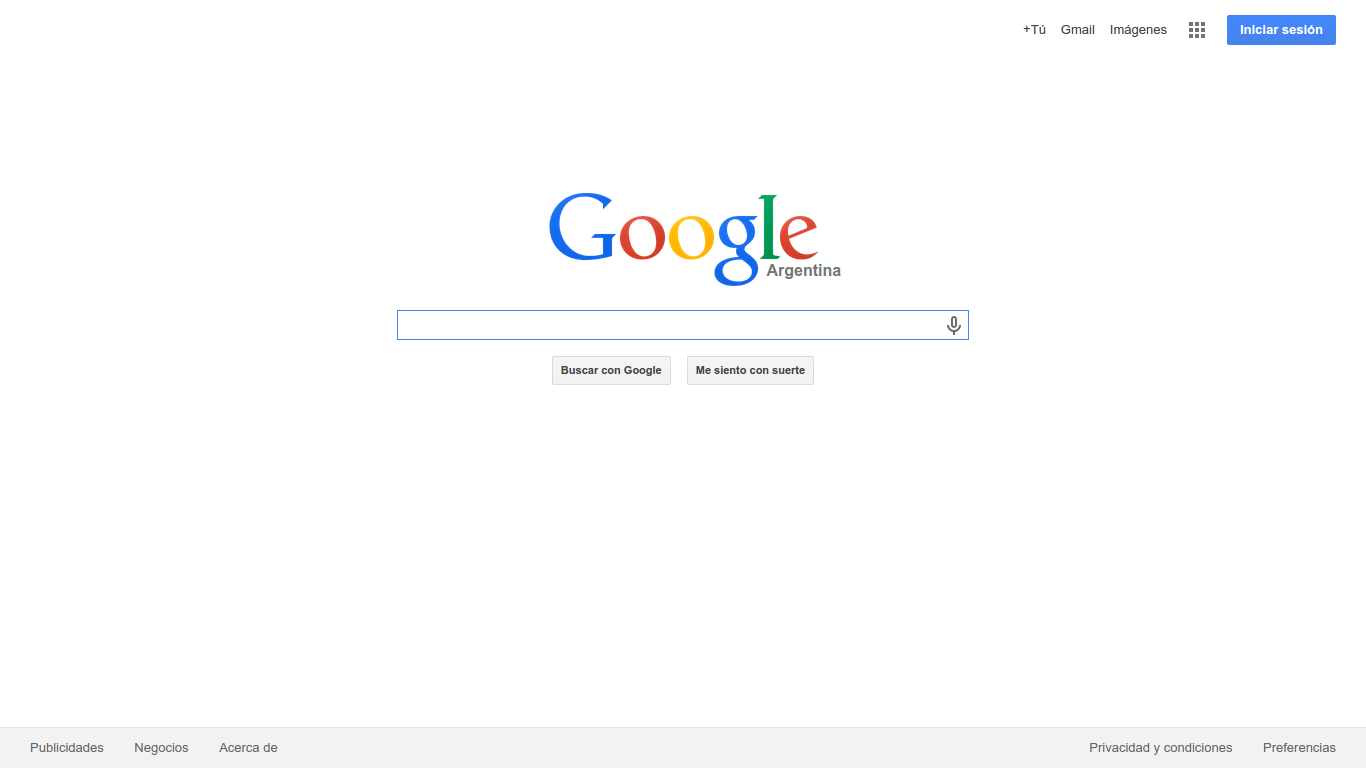 +Tú Gmail Imágenes Iniciar sesión
Google
Argentina
Buscar con Google Me siento con suerte
Publicidades Negocios Acerca de Privacidad y condiciones Preferencias